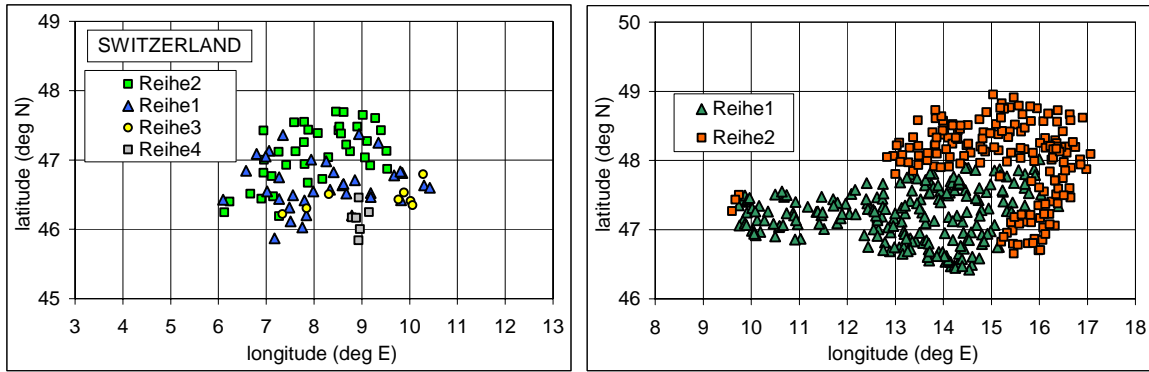 49
48
47
46
45
latitude (deg N)
SWITZERLAND
Reihe2
Reihe1
Reihe3
Reihe4
3 4 5 6 7 8 9 10 11 12 13
longitude (deg E)
50
49
48
47
46
latitude (deg N)
Reihe1
Reihe2
8 9 10 11 12 13 14 15 16 17 18
longitude (deg E)